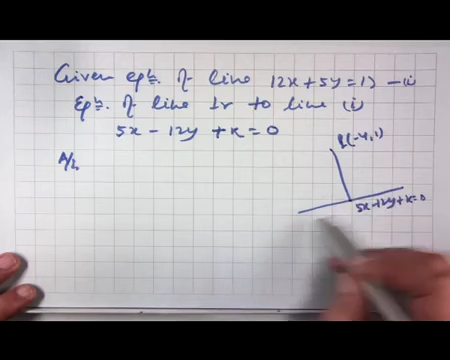 Given eqn. of line 12x+5y=1) -(i)
Eqn. of line ⊥r to line (i)
5x - 12y + k = 0
P(-4,1)
A/q
5x-12y+k=0